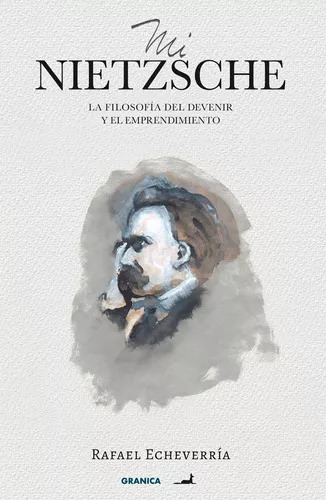 Mi
NIETZSCHE
LA FILOSOFÍA DEL DEVENIR
Y EL EMPRENDIMIENTO
RAFAEL ECHEVERRÍA
GRANICA